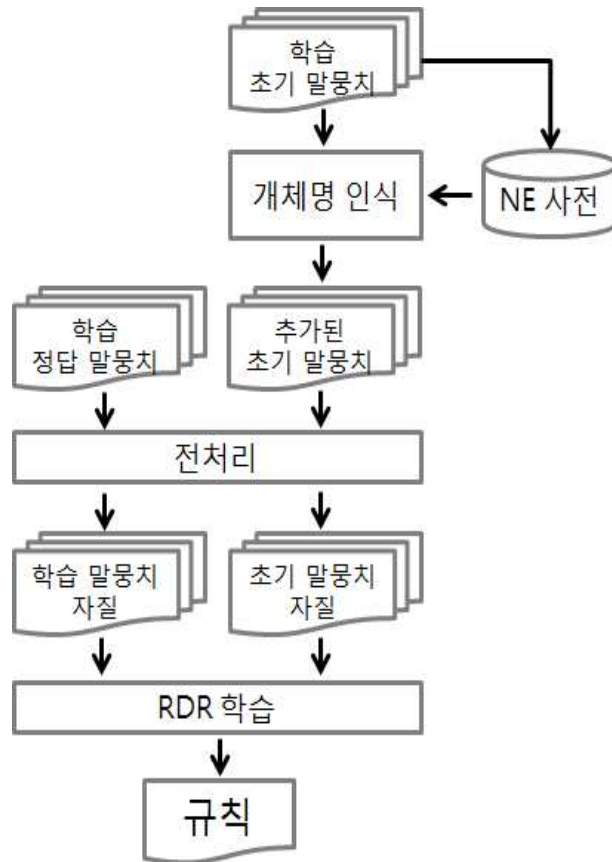 학습
초기 말뭉치
개체명 인식
NE 사전
학습
정답 말뭉치
추가된
초기 말뭉치
전처리
학습 말뭉치
자질
초기 말뭉치
자질
RDR 학습
규칙